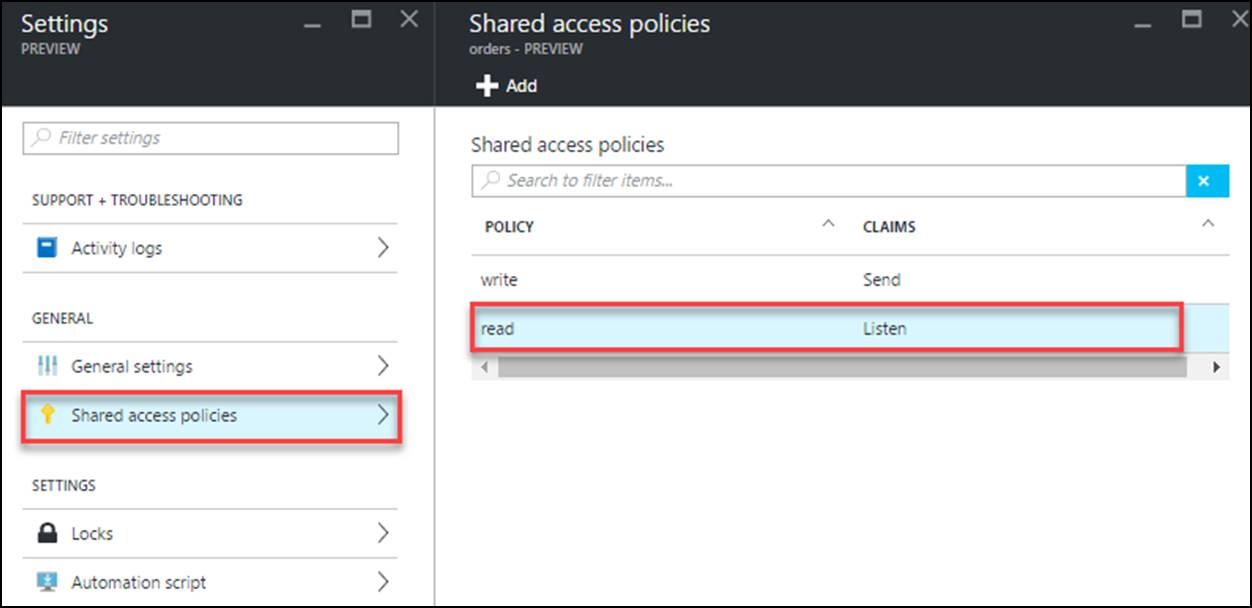 Settings
PREVIEW
Filter settings
SUPPORT + TROUBLESHOOTING
Activity logs
GENERAL
General settings
Shared access policies
SETTINGS
Locks
Automation script
Shared access policies
orders - PREVIEW
Add
Shared access policies
Search to filter items...
POLICY CLAIMS
write Send
read Listen